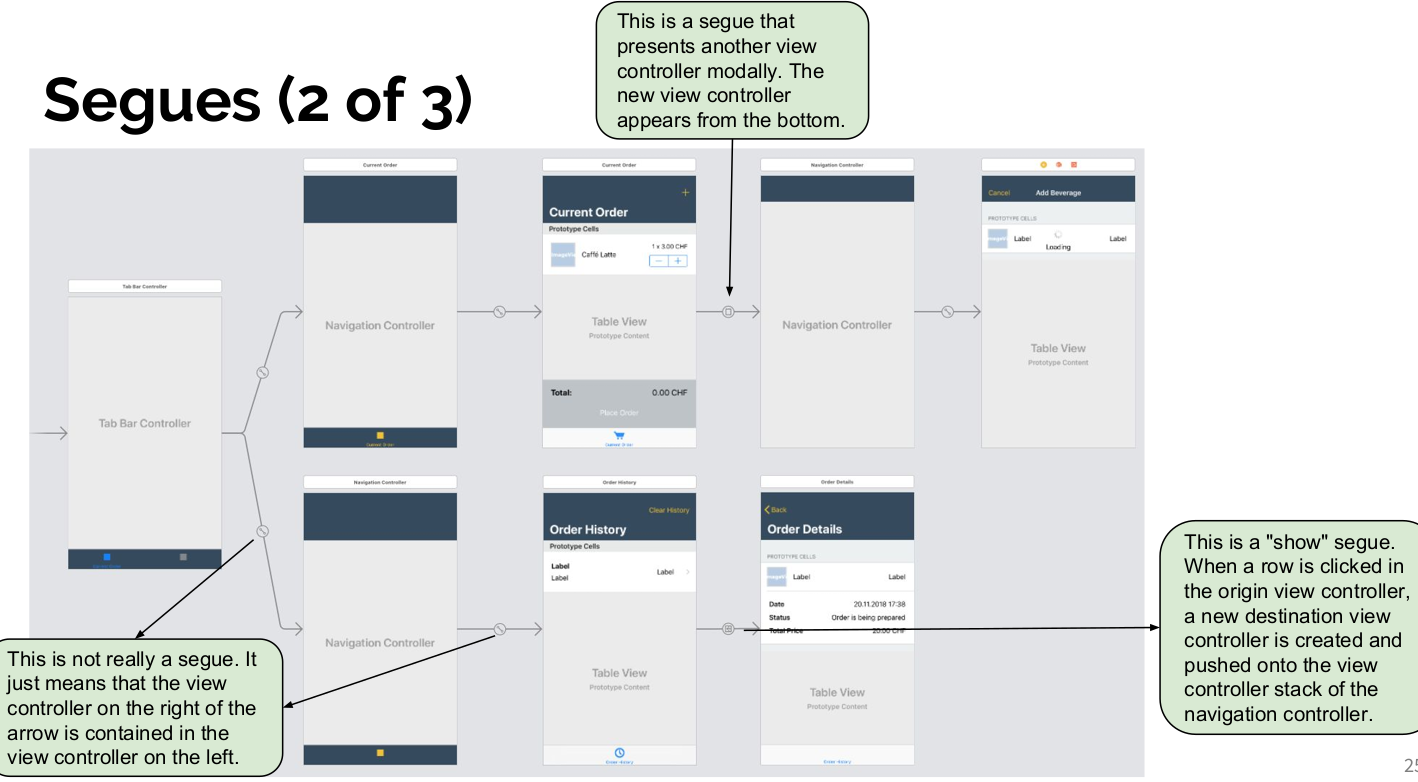 This is a segue that
presents another view
controller modally. The
new view controller
appears from the bottom.
Segues (2 of 3)
Current Order
Current Order
Navigation Controller
+
Cancel
Add Beverage
Current Order
Prototype Cells
PROTOTYPE CELLS
Caffé Latte
1 x 3.00 CHF
Label
Loading
Label
Tab Bar Controller
Navigation Controller
Table View
Prototype Content
Navigation Controller
Table View
Prototype Content
Total:
0.00 CHF
Place Order
Tab Bar Controller
Navigation Controller
Order History
Order Details
Clear History
Back
Order History
Order Details
Prototype Cells
PROTOTYPE CELLS
Label
Label
Label
Label
Label
Date
20.11.2018 17:38
Status
Order is being prepared
Total Price
20.00 CHF
Navigation Controller
Table View
Prototype Content
Table View
Prototype Content
Order History
Order History
This is not really a segue. It
just means that the view
controller on the right of the
arrow is contained in the
view controller on the left.
This is a "show" segue.
When a row is clicked in
the origin view controller,
a new destination view
controller is created and
pushed onto the view
controller stack of the
navigation controller.
25